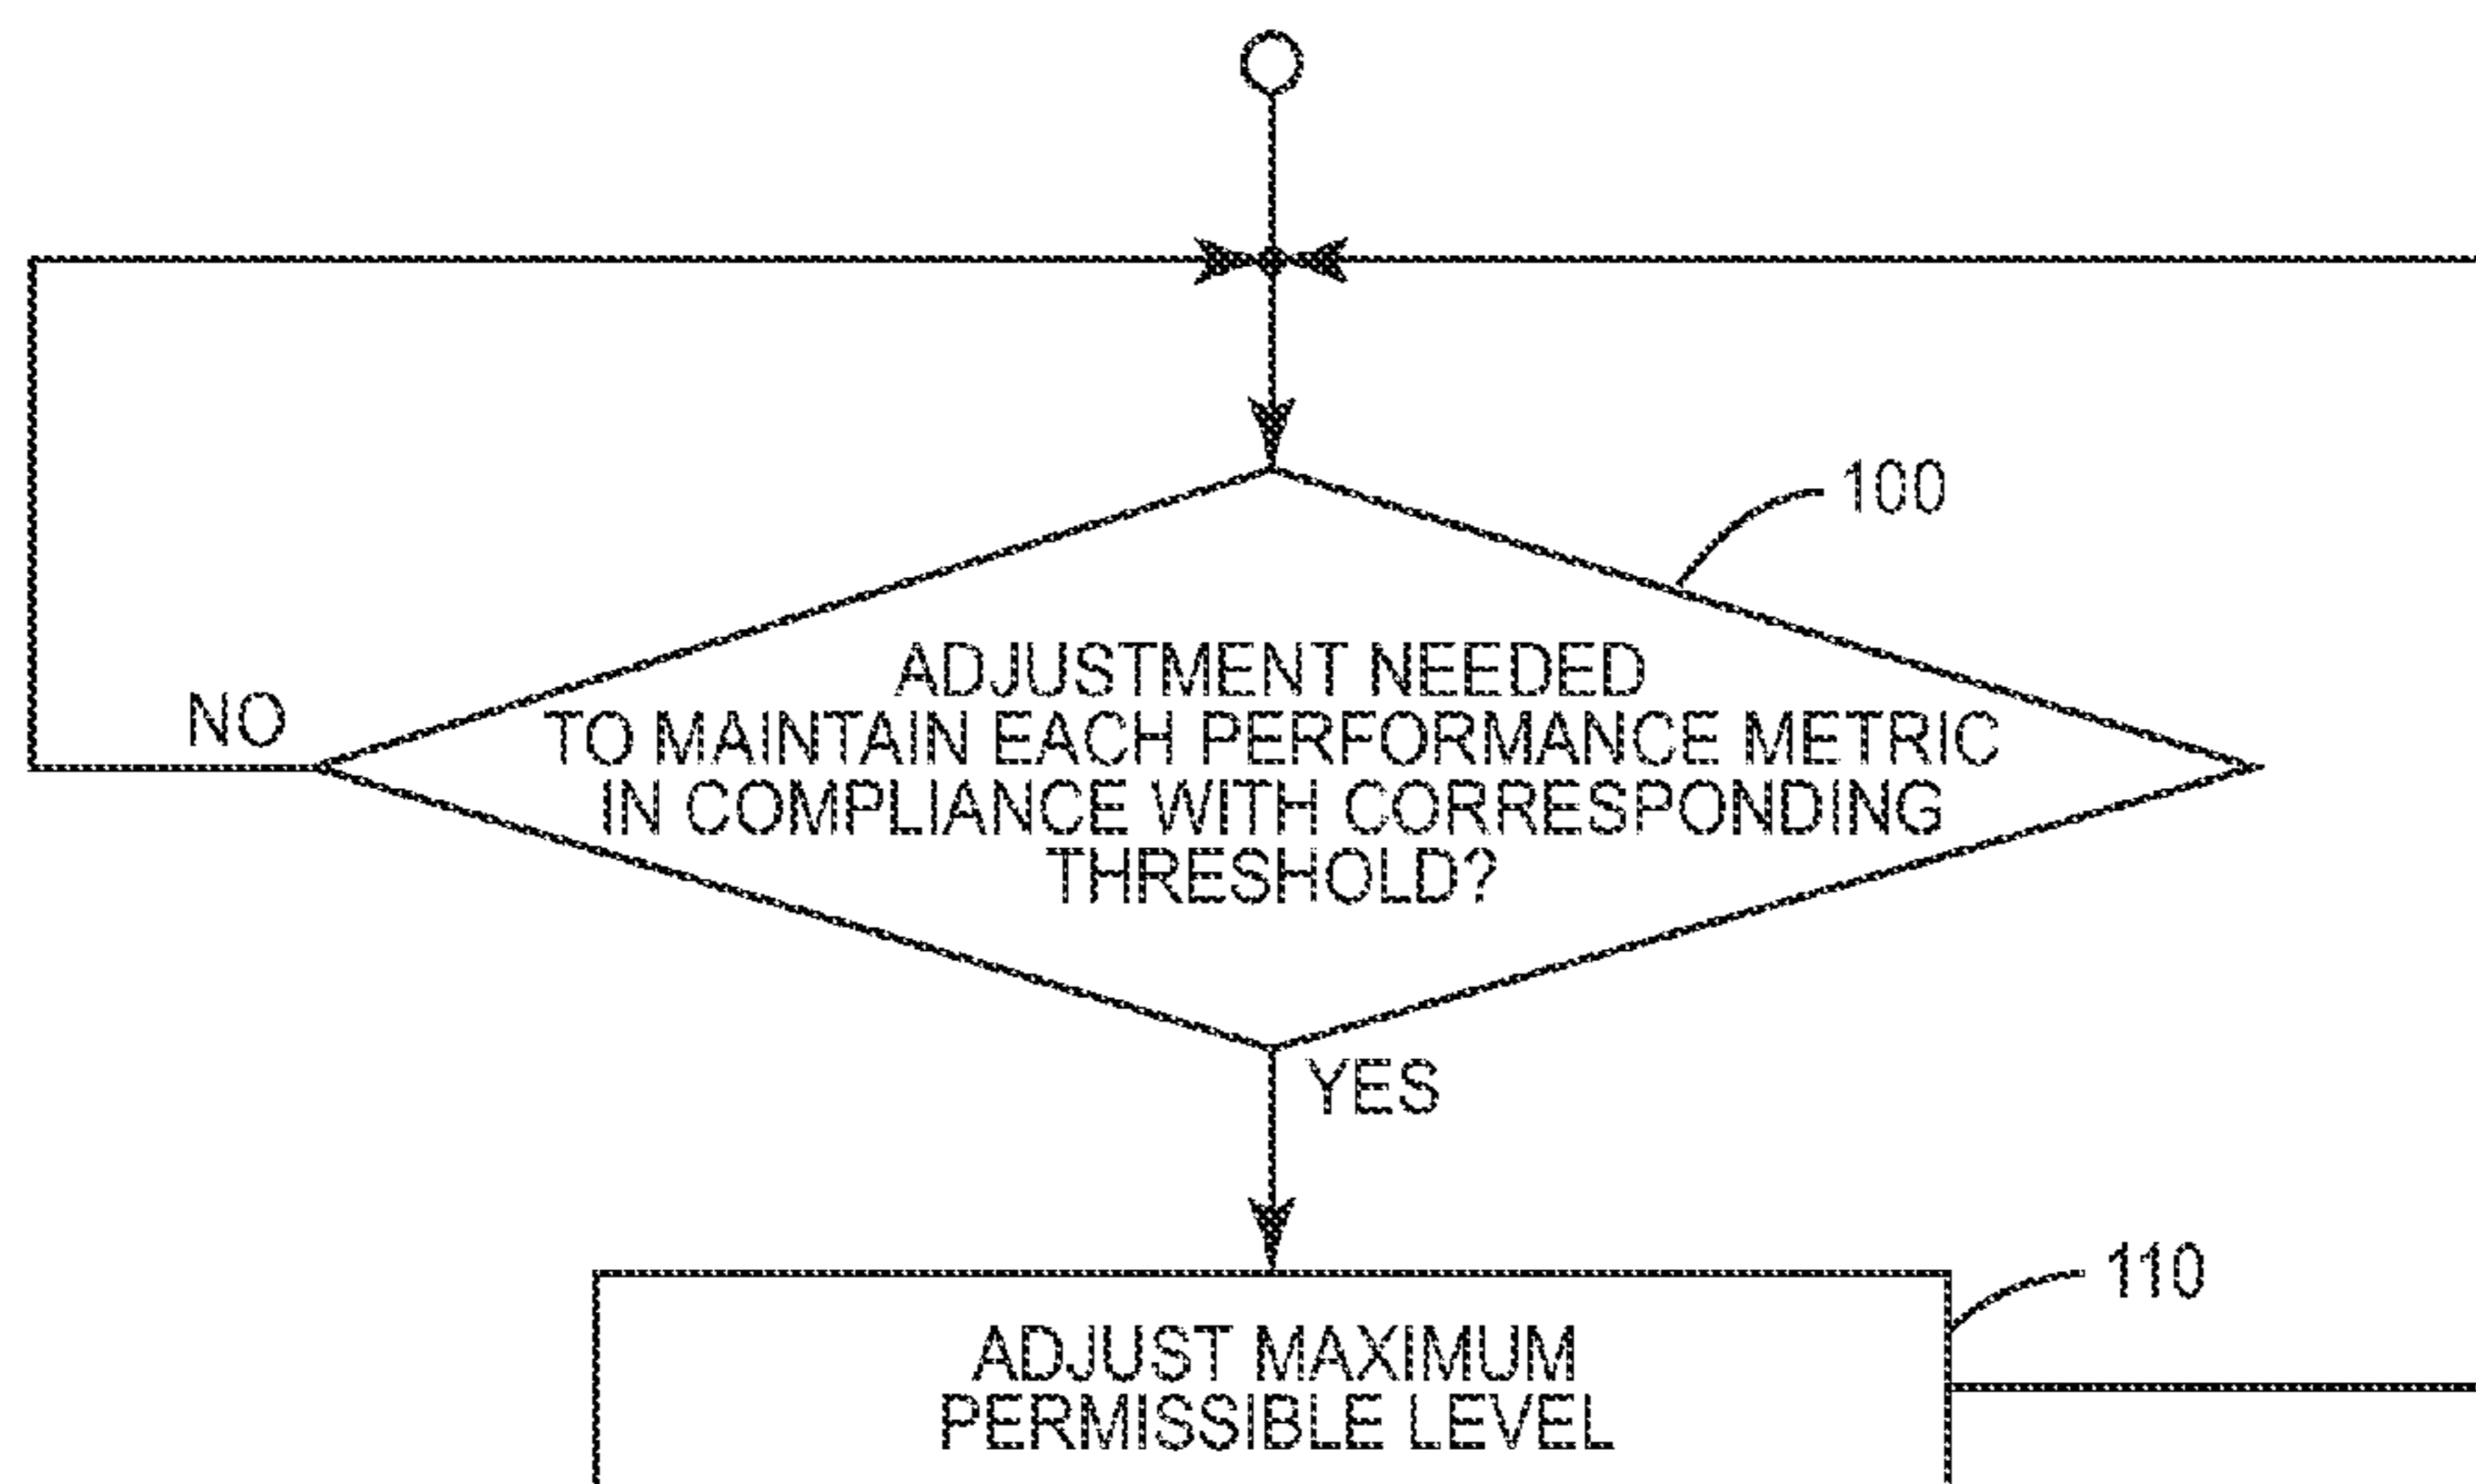 100
ADJUSTMENT NEEDED
TO MAINTAIN EACH PERFORMANCE METRIC
IN COMPLIANCE WITH CORRESPONDING
THRESHOLD?
NO
YES
110
ADJUST MAXIMUM
PERMISSIBLE LEVEL